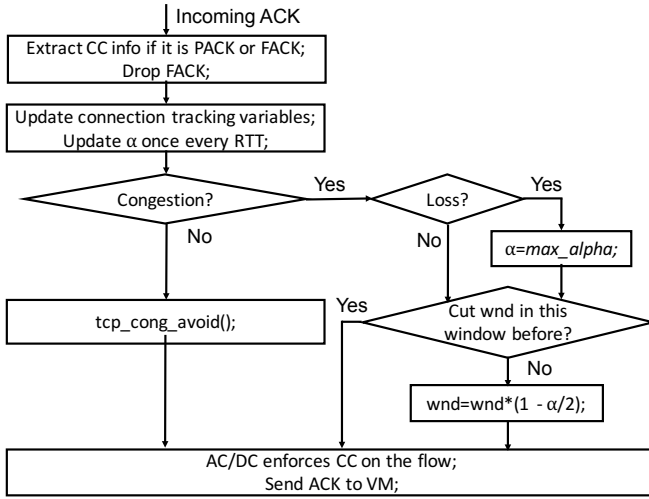 Incoming ACK
Extract CC info if it is PACK or FACK;
Drop FACK;
Update connection tracking variables;
Update α once every RTT;
Congestion?
Yes
Loss?
Yes
No
No
α=max_alpha;
tcp_cong_avoid();
Yes
Cut wnd in this
window before?
No
wnd=wnd*(1 - α/2);
AC/DC enforces CC on the flow;
Send ACK to VM;